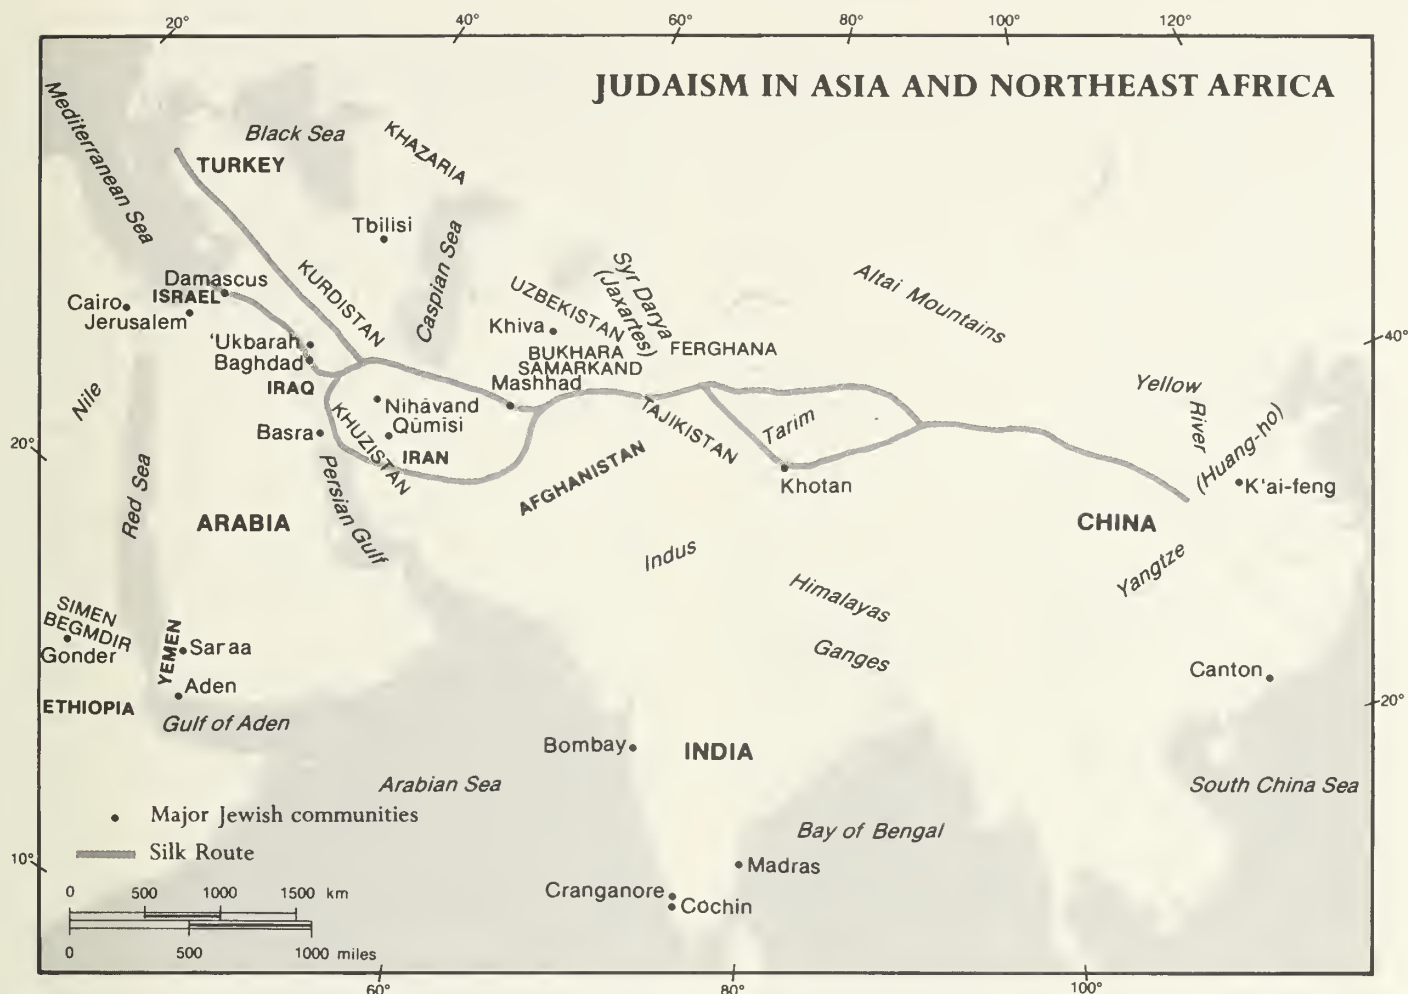 20°
40°
60°
80°
100°
120°
JUDAISM IN ASIA AND NORTHEAST AFRICA
Mediterranean Sea
Black Sea
KHAZARIA
TURKEY
Tbilisi
Caspian Sea
KURDISTAN
Damascus
ISRAEL
Cairo
Jerusalem
'Ukbarah
Baghdad
IRAQ
UZBEKISTAN
Syr Darya
(Jaxartes)
Khiva
BUKHARA
SAMARKAND
FERGHANA
Mashhad
Altai Mountains
40°
Nile
Nihāvand
Qūmisi
KHUZISTAN
IRAN
Basra
TAJIKISTAN
Tarim
Khotan
Yellow
River
(Huang-ho)
K'ai-feng
20°
Red Sea
ARABIA
Persian Gulf
AFGHANISTAN
CHINA
Indus
Himalayas
Yangtze
Ganges
SIMEN
BEGMDIR
Gonder
YEMEN
Saraa
Aden
ETHIOPIA
Gulf of Aden
Canton
20°
Bombay
INDIA
Arabian Sea
South China Sea
Major Jewish communities
Bay of Bengal
Silk Route
10°
Madras
Cranganore
Cochin
0 500 1000 1500 km
0 500 1000 miles
60°
80°
100°